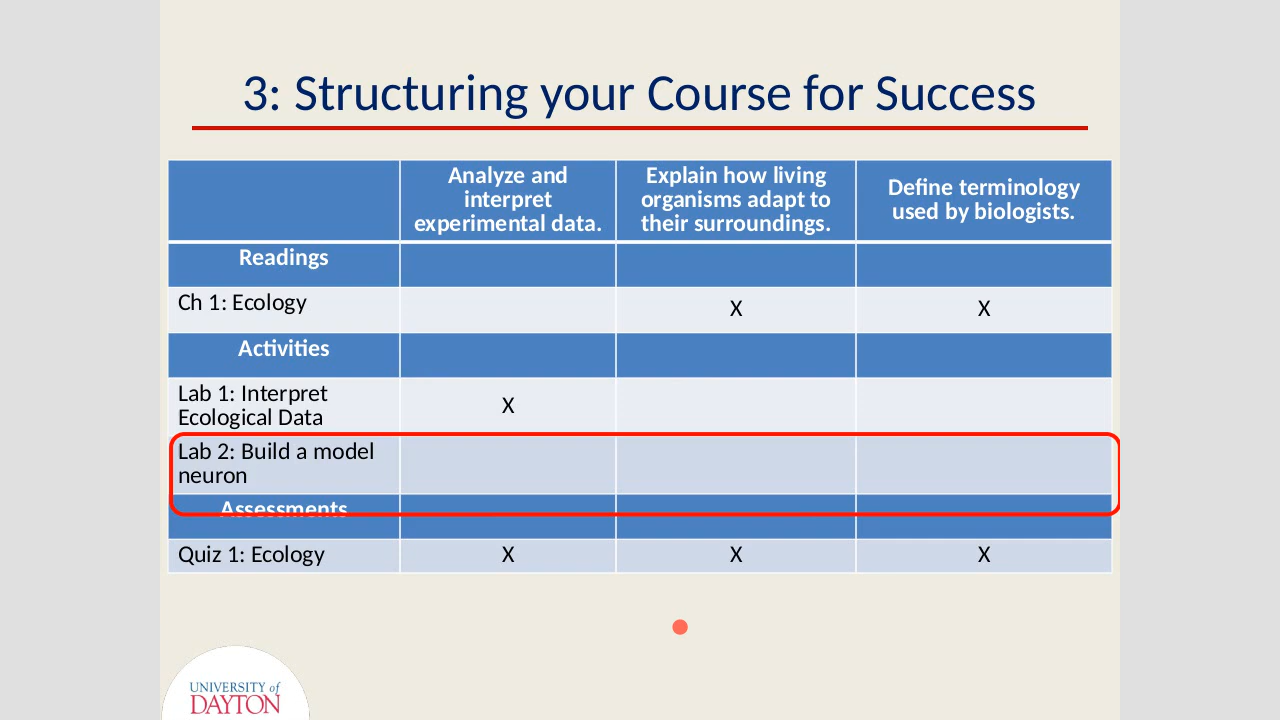 3: Structuring your Course for Success
Analyze and
interpret
experimental data.
Explain how living
organisms adapt to
their surroundings.
Define terminology
used by biologists.
Readings
Ch 1: Ecology X X
Activities
Lab 1: Interpret
Ecological Data X
Lab 2: Build a model
neuron
Assessments
Quiz 1: Ecology X X X
UNIVERSITY of
DAYTON